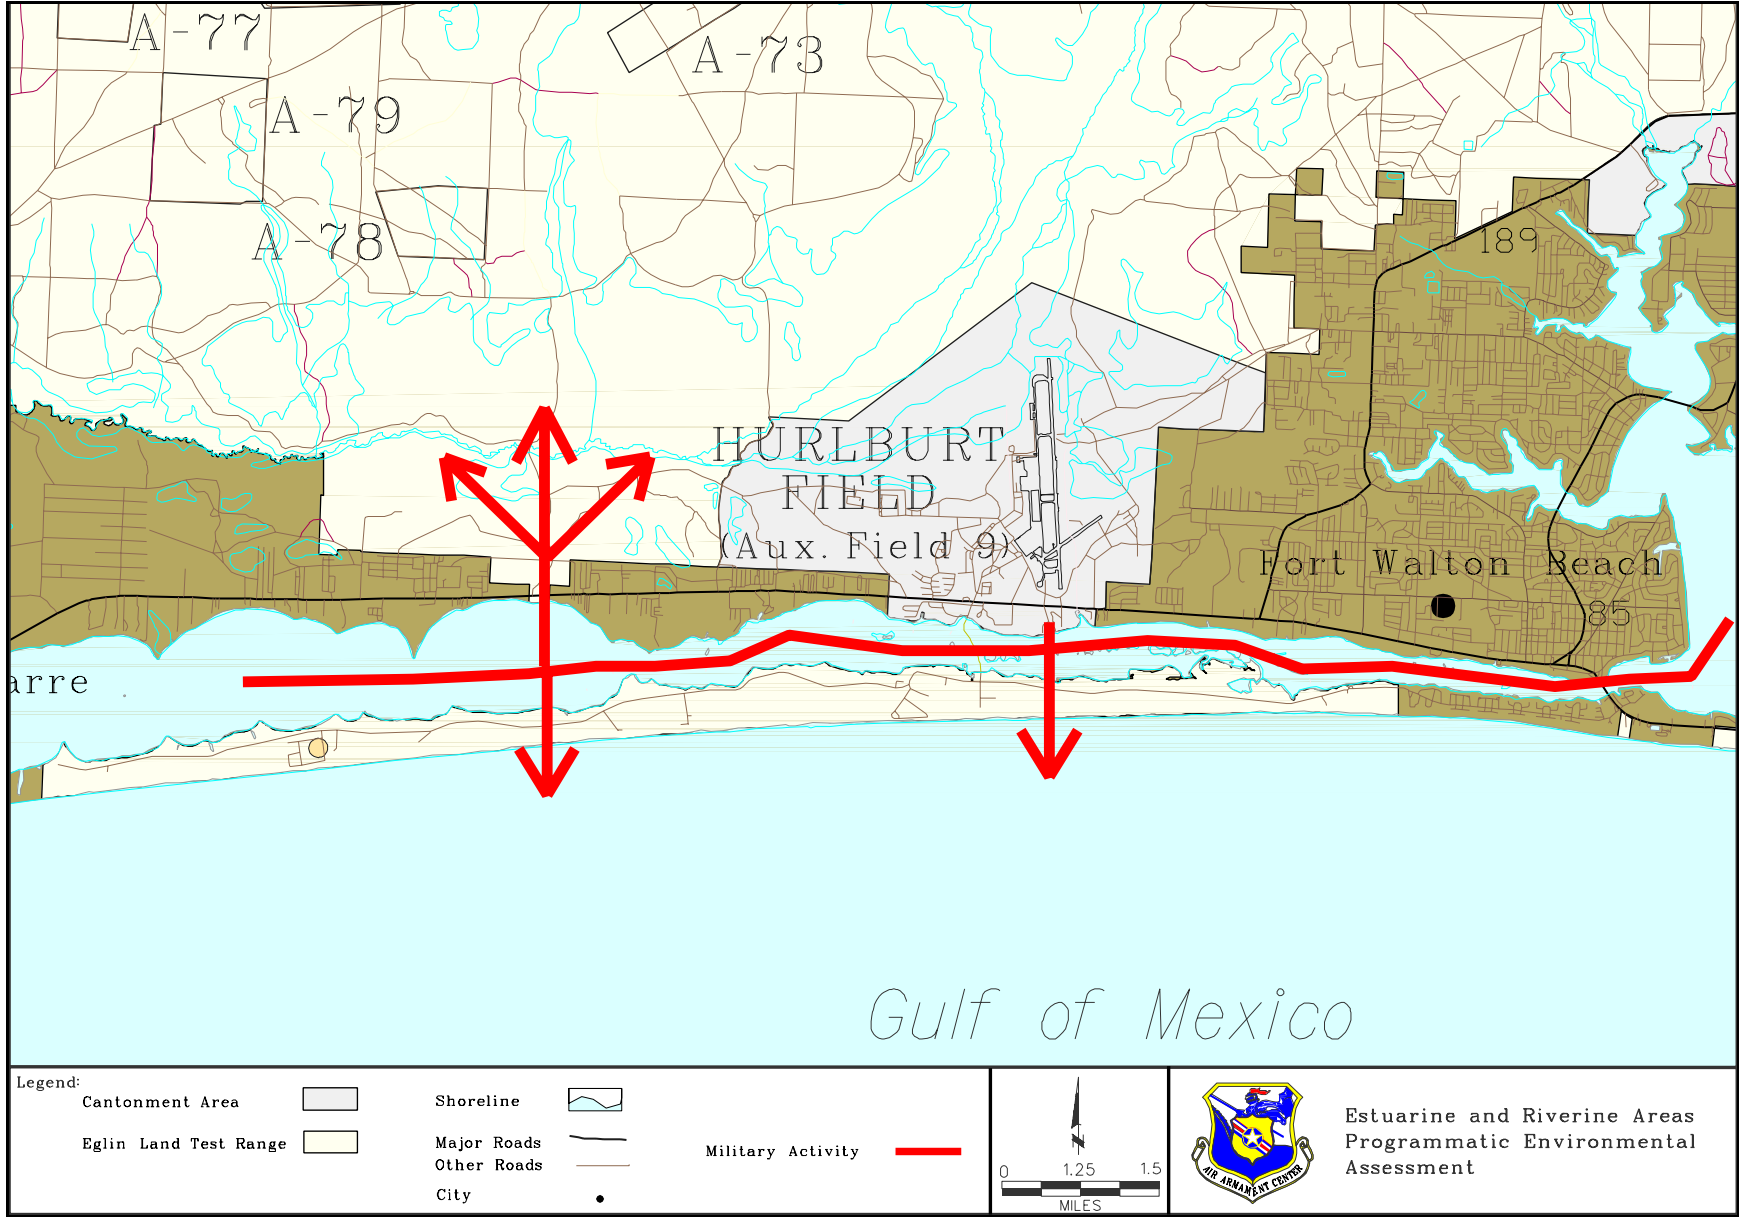 A-77
A-73
A-79
A-78
189
HURLBURT
FIELD
(Aux. Field 9)
Fort Walton Beach
85
arre
Gulf of Mexico
Legend:
Cantonment Area
Eglin Land Test Range
Shoreline
Major Roads
Other Roads
City
Military Activity
0 1.25 1.5
MILES
AIR ARMAMENT CENTER
Estuarine and Riverine Areas
Programmatic Environmental
Assessment